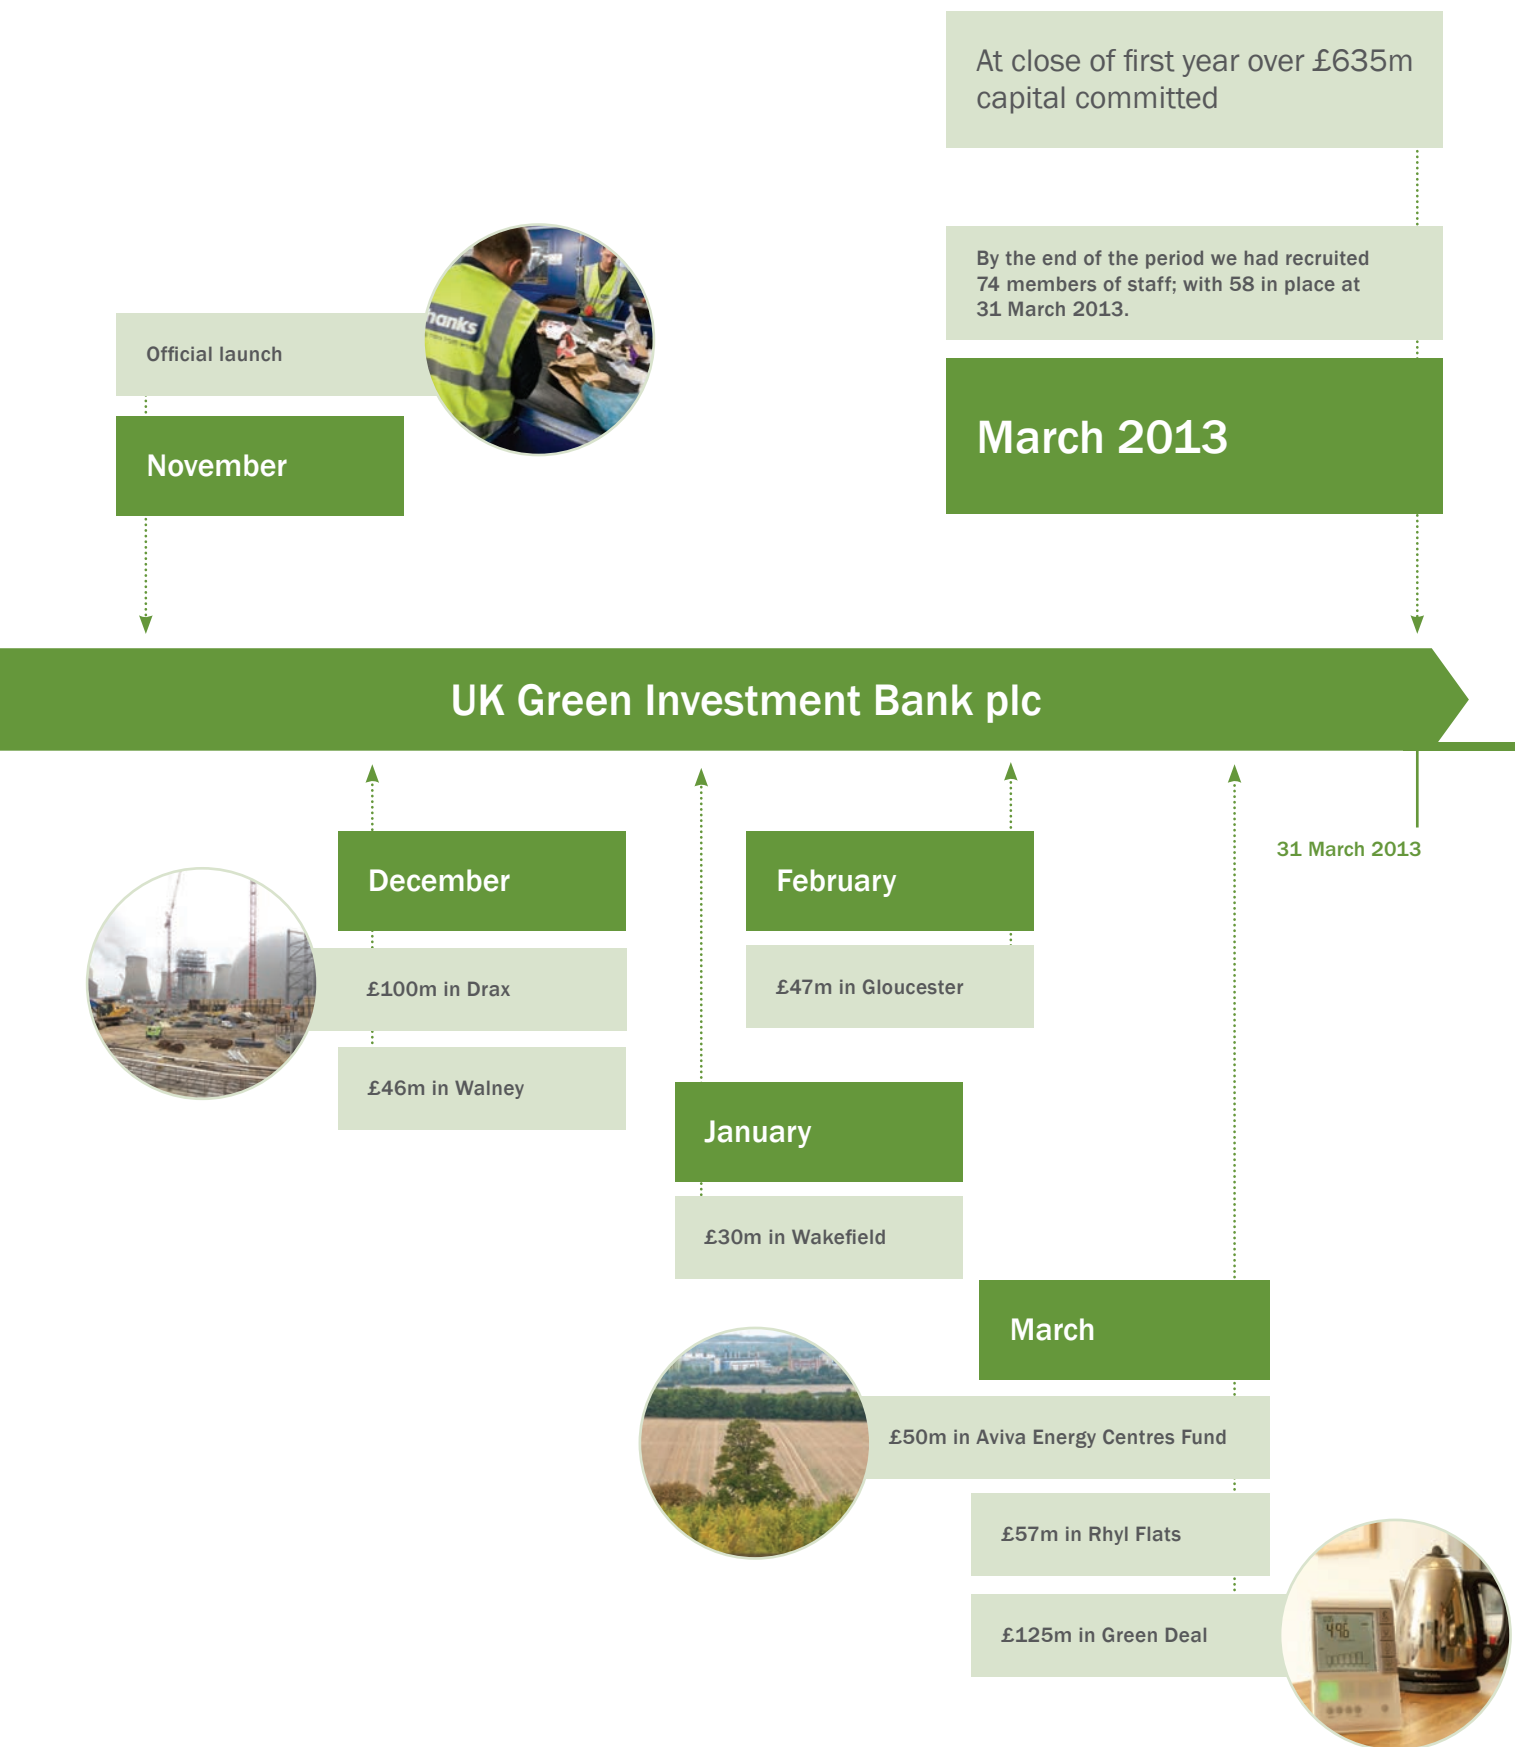 At close of first year over £635m
capital committed
By the end of the period we had recruited
74 members of staff; with 58 in place at
31 March 2013.
Official launch
hanks
March 2013
November
UK Green Investment Bank plc
31 March 2013
December
February
£100m in Drax
£47m in Gloucester
£46m in Walney
January
£30m in Wakefield
March
£50m in Aviva Energy Centres Fund
£57m in Rhyl Flats
£125m in Green Deal
496